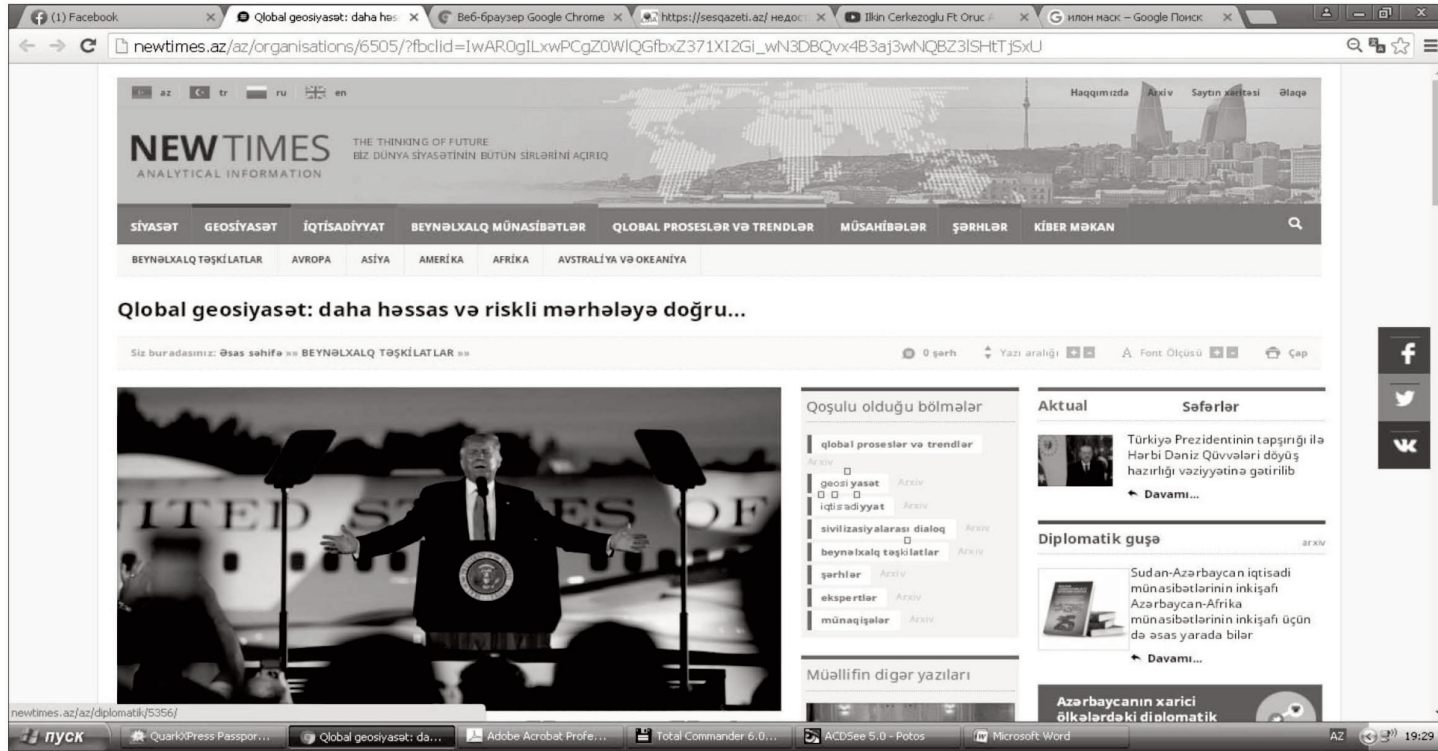 (1) Facebook
Qlobal geosiyasət: daha həs
Веб-браузер Google Chrome
https://sesqazeti.az/ недост
Ilkin Cerkezoglu Ft Oruc A
илон маск – Google Поиск
newtimes.az/az/organisations/6505/?fbclid=IwAR0gILxwPCgZ0WlQGfbxZ371XI2Gi_wN3DBQvx4B3aj3wNQBZ3lSHtTjSxU
az tr ru en
Haqqımızda Arxiv Saytın xəritəsi Əlaqə
NEWTIMES
ANALYTICAL INFORMATION
THE THINKING OF FUTURE
BİZ DÜNYA SİYASƏTİNİN BÜTÜN SİRLƏRİNİ AÇIRIQ
SİYASƏT GEOSİYASƏT İQTİSADİYYAT BEYNƏLXALQ MÜNASİBƏTLƏR QLOBAL PROSESLƏR VƏ TRENDLƏR MÜSAHİBƏLƏR ŞƏRHLƏR KİBER MƏKAN
BEYNƏLXALQ TƏŞKİLATLAR AVROPA ASİYA AMERİKA AFRİKA AVSTRALİYA VƏ OKEANİYA
Qlobal geosiyasət: daha həssas və riskli mərhələyə doğru...
Siz buradasınız: Əsas səhifə »» BEYNƏLXALQ TƏŞKİLATLAR »»
0 şərh Yazı aralığı + - A Font Ölçüsü + - Çap
UNITED STATES OF
Qoşulu olduğu bölmələr
qlobal proseslər və trendlər
Arxiv
geosiyasət Arxiv
iqtisadiyyat Arxiv
sivilizasiyalarası dialoq Arxiv
beynəlxalq təşkilatlar Arxiv
şərhlər Arxiv
ekspertlər Arxiv
münaqişələr Arxiv
Müəllifin digər yazıları
Aktual Səfərlər
Türkiyə Prezidentinin tapşırığı ilə
Hərbi Dəniz Qüvvələri döyüş
hazırlığı vəziyyətinə gətirilib
Davamı...
Diplomatik guşə arxiv
Sudan-Azərbaycan iqtisadi
münasibətlərinin inkişafı
Azərbaycan-Afrika
münasibətlərinin inkişafı üçün
də əsas yarada bilər
Davamı...
Azərbaycanın xarici
ölkələrdəki diplomatik
newtimes.az/az/diplomatik/5356/
пуск
QuarkXPress Passpor...
Qlobal geosiyasət: da...
Adobe Acrobat Profe...
Total Commander 6.0...
ACDSee 5.0 - Potos
Microsoft Word
AZ 19:29